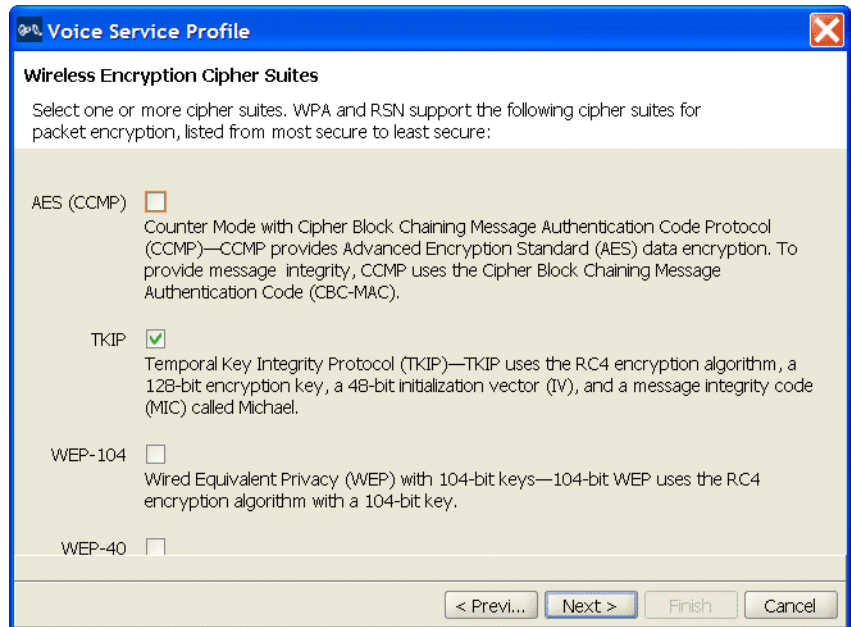 Voice Service Profile
Wireless Encryption Cipher Suites
Select one or more cipher suites. WPA and RSN support the following cipher suites for
packet encryption, listed from most secure to least secure:
AES (CCMP)
Counter Mode with Cipher Block Chaining Message Authentication Code Protocol
(CCMP)—CCMP provides Advanced Encryption Standard (AES) data encryption. To
provide message integrity, CCMP uses the Cipher Block Chaining Message
Authentication Code (CBC-MAC).
TKIP
Temporal Key Integrity Protocol (TKIP)—TKIP uses the RC4 encryption algorithm, a
128-bit encryption key, a 48-bit initialization vector (IV), and a message integrity code
(MIC) called Michael.
WEP-104
Wired Equivalent Privacy (WEP) with 104-bit keys—104-bit WEP uses the RC4
encryption algorithm with a 104-bit key.
WEP-40
< Previ... Next > Finish Cancel